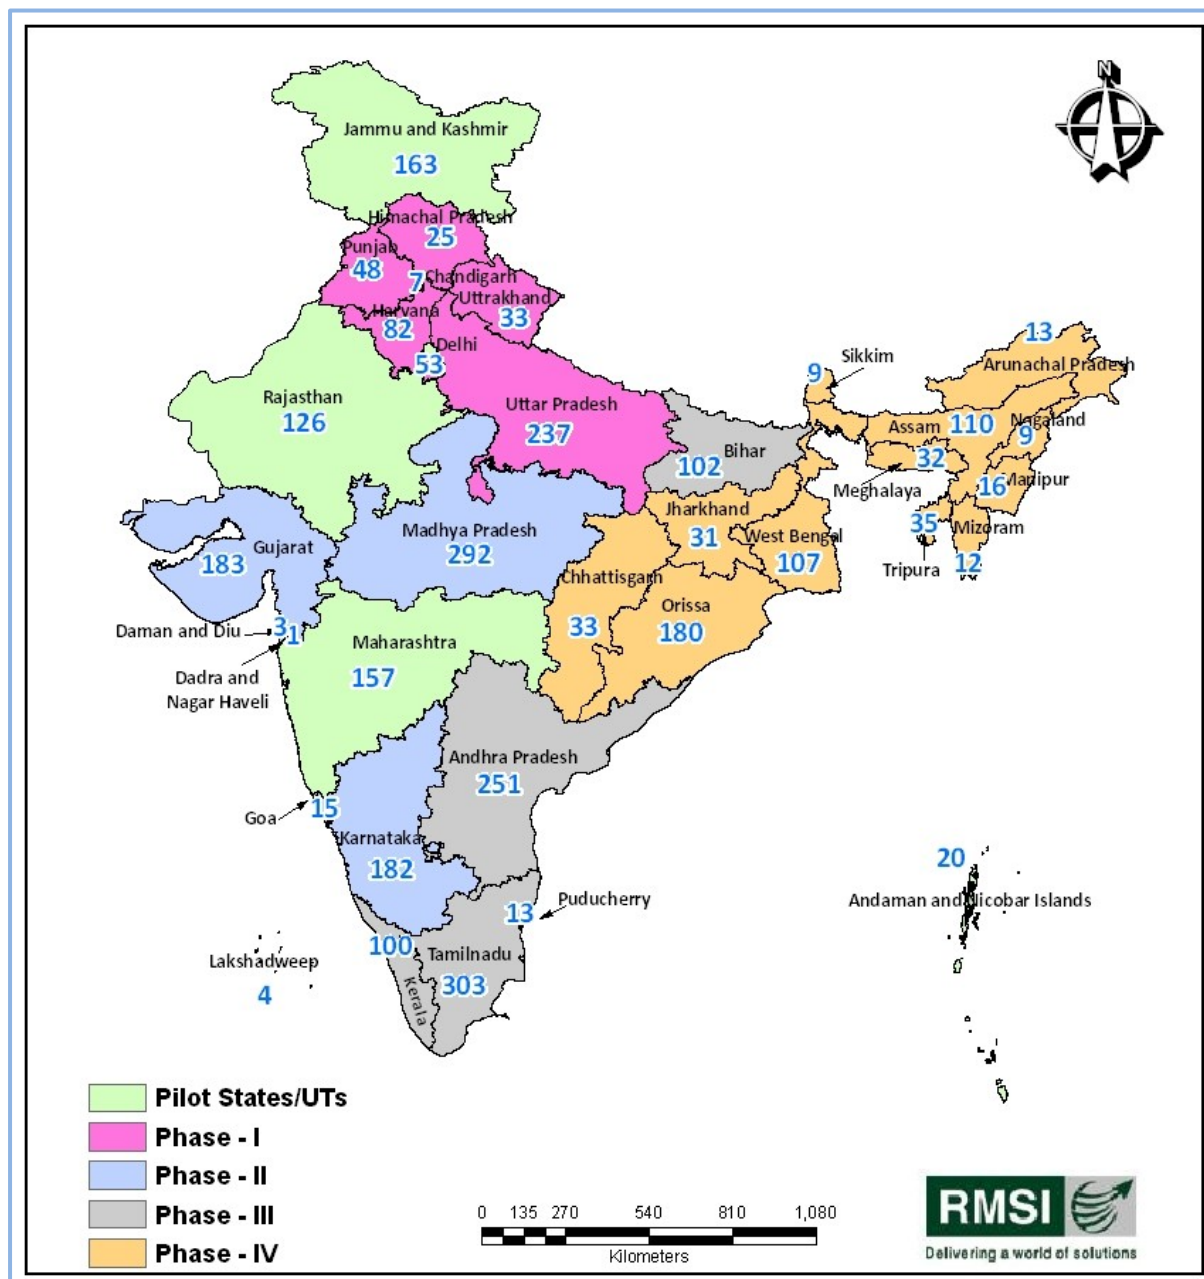 N
Jammu and Kashmir
163
Himachal Pradesh
25
Punjab
48
7
Chandigarh
Uttrakhand
33
Haryana
82
Delhi
53
Rajasthan
126
Uttar Pradesh
237
Bihar
102
Sikkim
9
13
Arunachal Pradesh
Assam
110
Nagaland
9
32
Meghalaya
16
Manipur
35
Tripura
Mizoram
12
Gujarat
183
Madhya Pradesh
292
Jharkhand
31
West Bengal
107
Chhattisgarh
33
Orissa
180
Daman and Diu
3
1
Dadra and
Nagar Haveli
Maharashtra
157
Andhra Pradesh
251
Goa
15
Karnataka
182
Puducherry
13
20
Andaman and Nicobar Islands
Lakshadweep
4
100
Kerala
Tamilnadu
303
Pilot States/UTs
Phase - I
Phase - II
Phase - III
Phase - IV
0 135 270 540 810 1,080
Kilometers
RMSI
Delivering a world of solutions